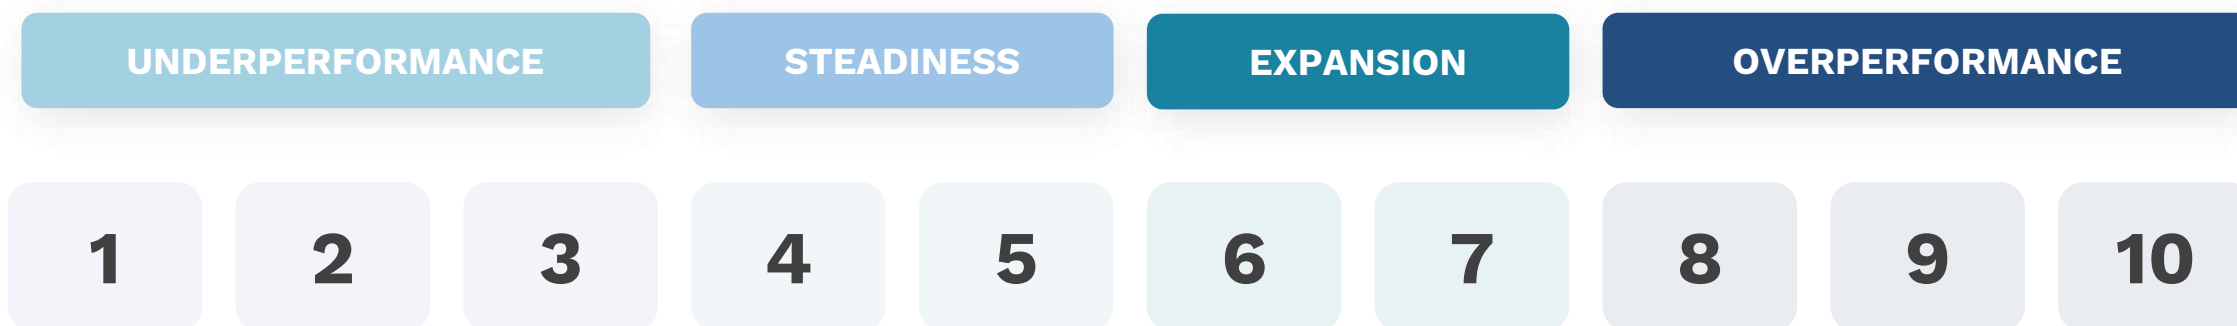 UNDERPERFORMANCE STEADINESS EXPANSION OVERPERFORMANCE
1 2 3 4 5 6 7 8 9 10